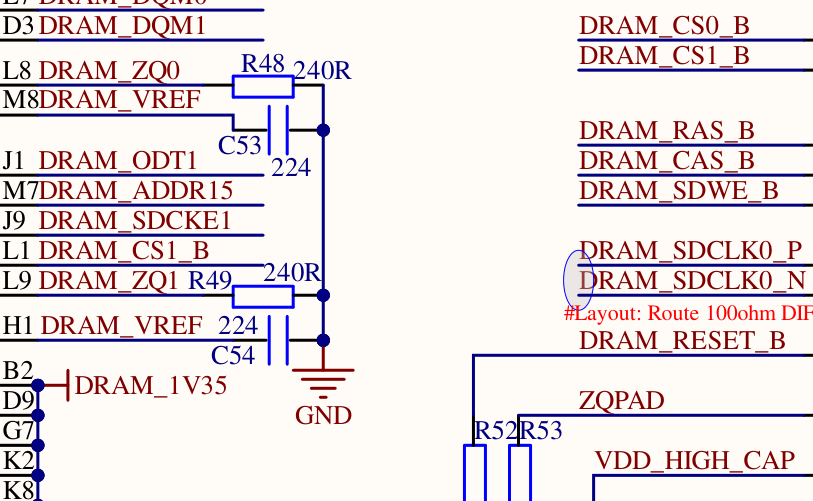 L7 DRAM_DQM0
D3 DRAM_DQM1
R48
L8 DRAM_ZQ0 240R
M8 DRAM_VREF
C53
224
J1 DRAM_ODT1
M7 DRAM_ADDR15
J9 DRAM_SDCKE1
L1 DRAM_CS1_B
L9 DRAM_ZQ1 R49 240R
H1 DRAM_VREF 224
C54
B2
DRAM_1V35
D9
GND
G7
K2
K8
DRAM_CS0_B
DRAM_CS1_B
DRAM_RAS_B
DRAM_CAS_B
DRAM_SDWE_B
DRAM_SDCLK0_P
DRAM_SDCLK0_N
#Layout: Route 100ohm DIF
DRAM_RESET_B
ZQPAD
R52 R53
VDD_HIGH_CAP